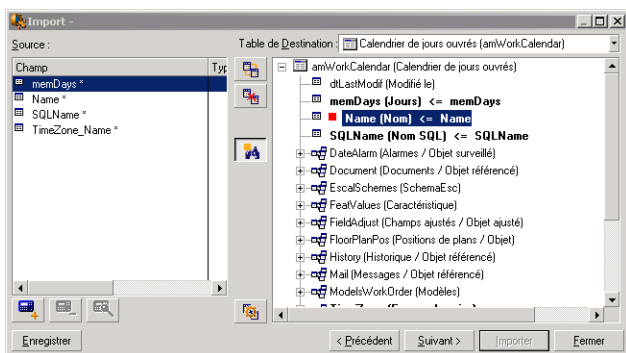 Import -
Source :
Table de Destination : Calendrier de jours ouvrés (amWorkCalendar)
Champ Typ
memDays *
Name *
SQLName *
TimeZone_Name *
amWorkCalendar (Calendrier de jours ouvrés)
dtLastModif (Modifié le)
memDays (Jours) <= memDays
Name (Nom) <= Name
SQLName (Nom SQL) <= SQLName
DateAlarm (Alarmes / Objet surveillé)
Document (Documents / Objet référencé)
EscalSchemes (SchemaEsc)
FeatValues (Caractéristique)
FieldAdjust (Champs ajustés / Objet ajusté)
FloorPlanPos (Positions de plans / Objet)
History (Historique / Objet référencé)
Mail (Messages / Objet référencé)
ModelsWorkOrder (Modèles)
Enregistrer
< Précédent
Suivant >
Importer
Fermer